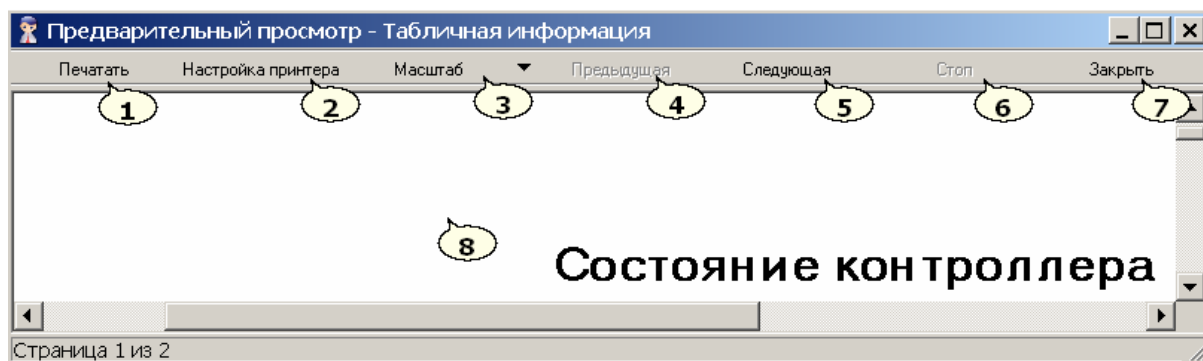 Предварительный просмотр - Табличная информация
Печатать Настройка принтера Масштаб Предыдущая Следующая Стоп Закрыть
1 2 3 4 5 6 7
8
Состояние контроллера
Страница 1 из 2